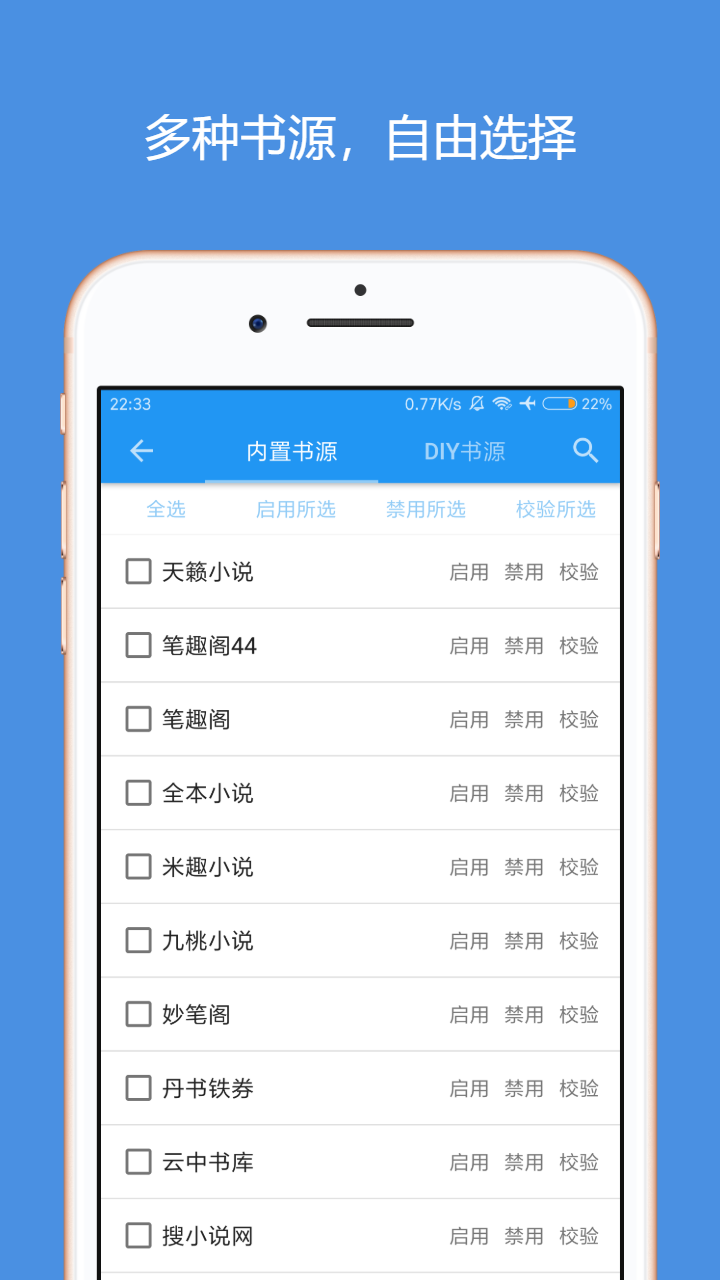 多种书源，自由选择
22:33 0.77K/s 22%
内置书源 DIY书源
全选 启用所选 禁用所选 校验所选
天籁小说 启用 禁用 校验
笔趣阁44 启用 禁用 校验
笔趣阁 启用 禁用 校验
全本小说 启用 禁用 校验
米趣小说 启用 禁用 校验
九桃小说 启用 禁用 校验
妙笔阁 启用 禁用 校验
丹书铁券 启用 禁用 校验
云中书库 启用 禁用 校验
搜小说网 启用 禁用 校验